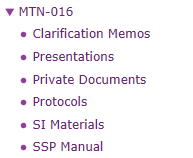 MTN-016
Clarification Memos
Presentations
Private Documents
Protocols
SI Materials
SSP Manual